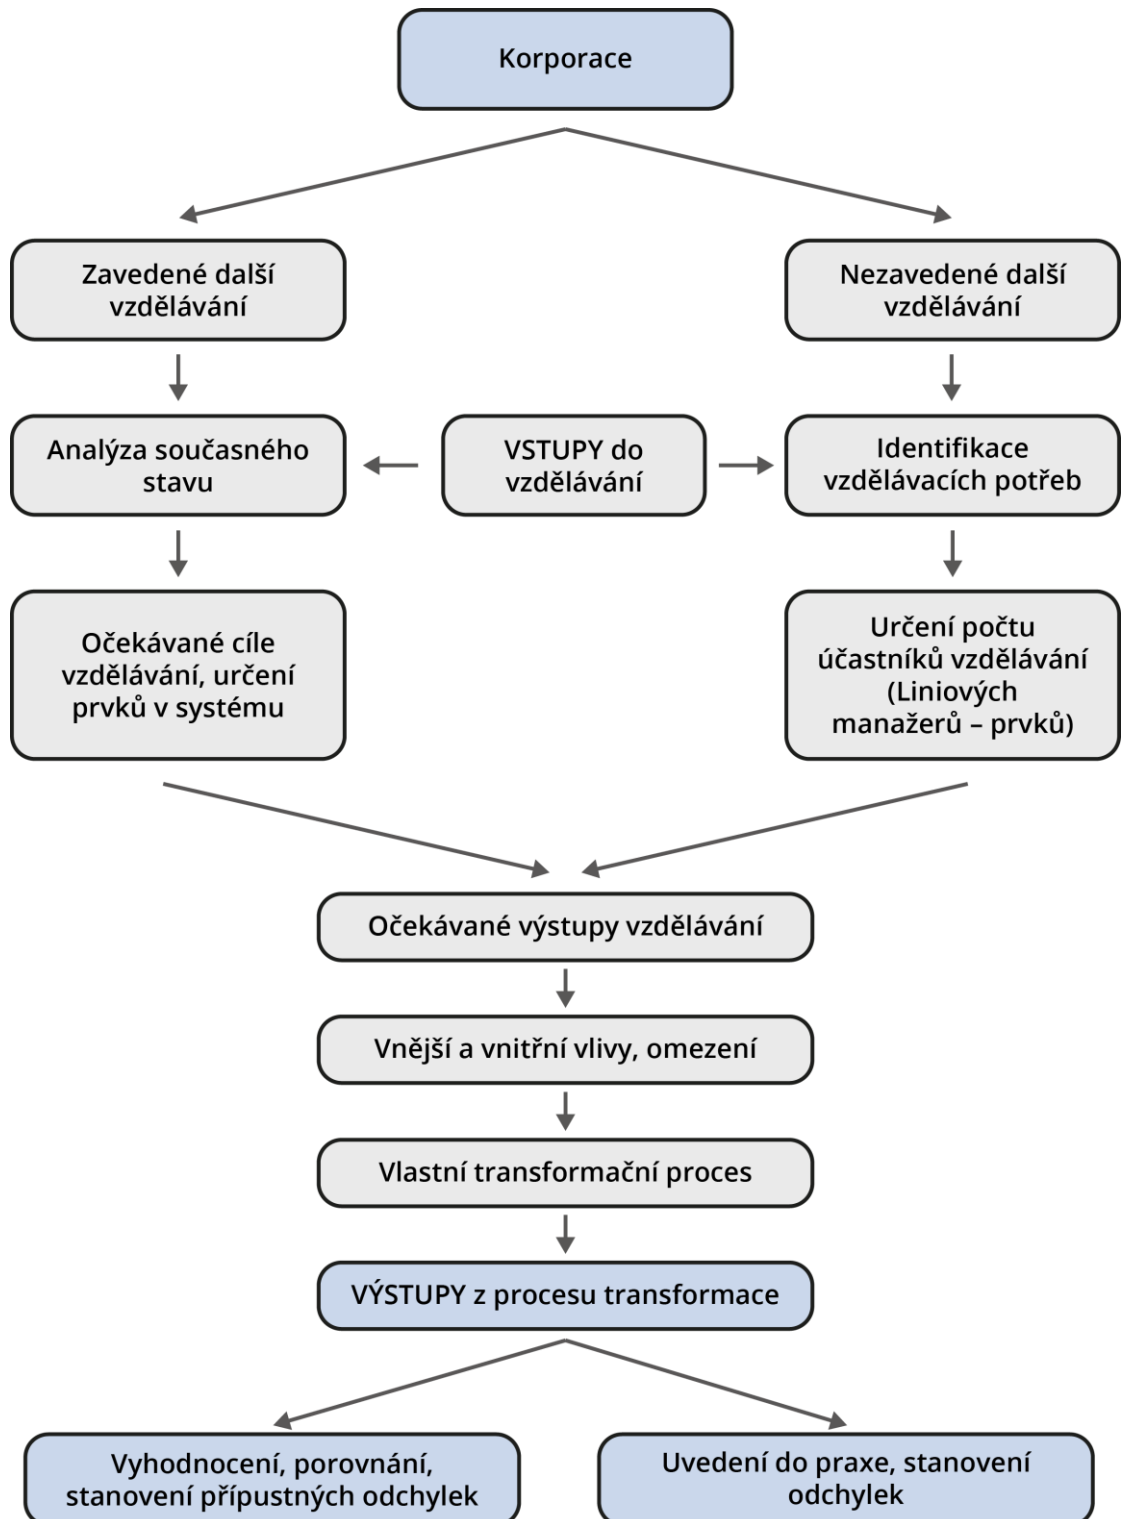 Korporace
Zavedené další
vzdělávání
Nezavedené další
vzdělávání
Analýza současného
stavu
VSTUPY do
vzdělávání
Identifikace
vzdělávacích potřeb
Očekávané cíle
vzdělávání, určení
prvků v systému
Určení počtu
účastníků vzdělávání
(Liniových
manažerů – prvků)
Očekávané výstupy vzdělávání
Vnější a vnitřní vlivy, omezení
Vlastní transformační proces
VÝSTUPY z procesu transformace
Vyhodnocení, porovnání,
stanovení přípustných odchylek
Uvedení do praxe, stanovení
odchylek